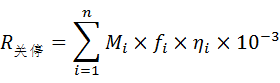 R关停 = ∑_{i=1}^{n} M_i × f_i × η_i × 10^{-3}